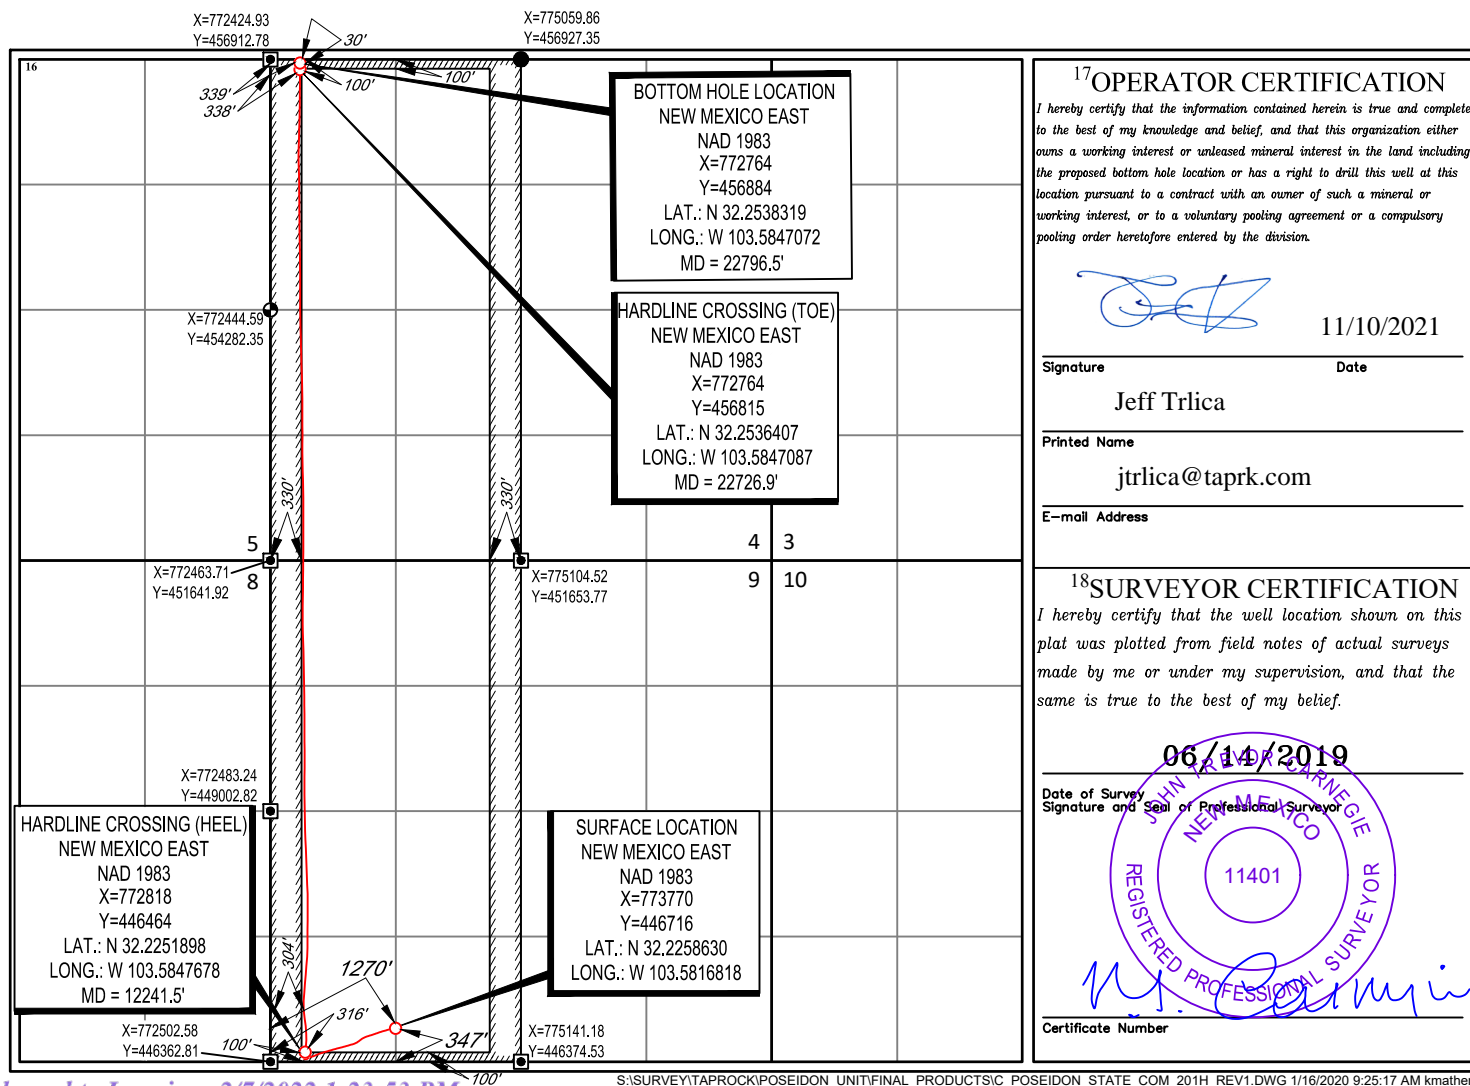 X=772424.93
Y=456912.78
30'
X=775059.86
Y=456927.35
16
339'
338'
100'
100'
BOTTOM HOLE LOCATION
NEW MEXICO EAST
NAD 1983
X=772764
Y=456884
LAT.: N 32.2538319
LONG.: W 103.5847072
MD = 22796.5'
X=772444.59
Y=454282.35
HARDLINE CROSSING (TOE)
NEW MEXICO EAST
NAD 1983
X=772764
Y=456815
LAT.: N 32.2536407
LONG.: W 103.5847087
MD = 22726.9'
330'
330'
5
8
4 3
9 10
X=772463.71
Y=451641.92
X=775104.52
Y=451653.77
X=772483.24
Y=449002.82
HARDLINE CROSSING (HEEL)
NEW MEXICO EAST
NAD 1983
X=772818
Y=446464
LAT.: N 32.2251898
LONG.: W 103.5847678
MD = 12241.5'
SURFACE LOCATION
NEW MEXICO EAST
NAD 1983
X=773770
Y=446716
LAT.: N 32.2258630
LONG.: W 103.5816818
304'
1270'
316'
347'
100'
100'
X=772502.58
Y=446362.81
X=775141.18
Y=446374.53
17 OPERATOR CERTIFICATION
I hereby certify that the information contained herein is true and complete
to the best of my knowledge and belief, and that this organization either
owns a working interest or unleased mineral interest in the land including
the proposed bottom hole location or has a right to drill this well at this
location pursuant to a contract with an owner of such a mineral or
working interest, or to a voluntary pooling agreement or a compulsory
pooling order heretofore entered by the division.
11/10/2021
Signature Date
Jeff Trlica
Printed Name
jtrlica@taprk.com
E-mail Address
18 SURVEYOR CERTIFICATION
I hereby certify that the well location shown on this
plat was plotted from field notes of actual surveys
made by me or under my supervision, and that the
same is true to the best of my belief.
06/14/2019
Date of Survey
Signature and Seal of Professional Surveyor
JOHN TREVOR CARNEGIE
NEW MEXICO
11401
REGISTERED PROFESSIONAL SURVEYOR
Certificate Number
2/7/2022 1:23:53 PM
S:\SURVEY\TAPROCK\POSEIDON_UNIT\FINAL_PRODUCTS\C_POSEIDON_STATE_COM_201H_REV1.DWG 1/16/2020 9:25:17 AM kmather